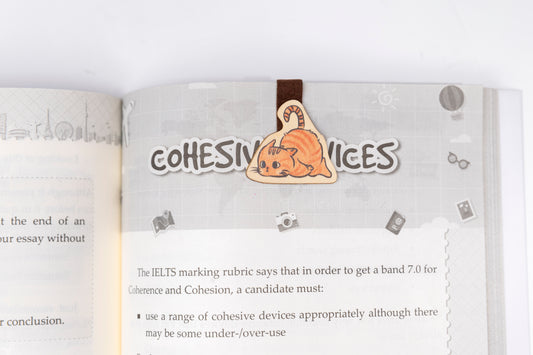 t the end of an
our essay without
r conclusion.
COHESIV VICES
The IELTS marking rubric says that in order to get a band 7.0 for
Coherence and Cohesion, a candidate must:
▪ use a range of cohesive devices appropriately although there
may be some under-/over-use